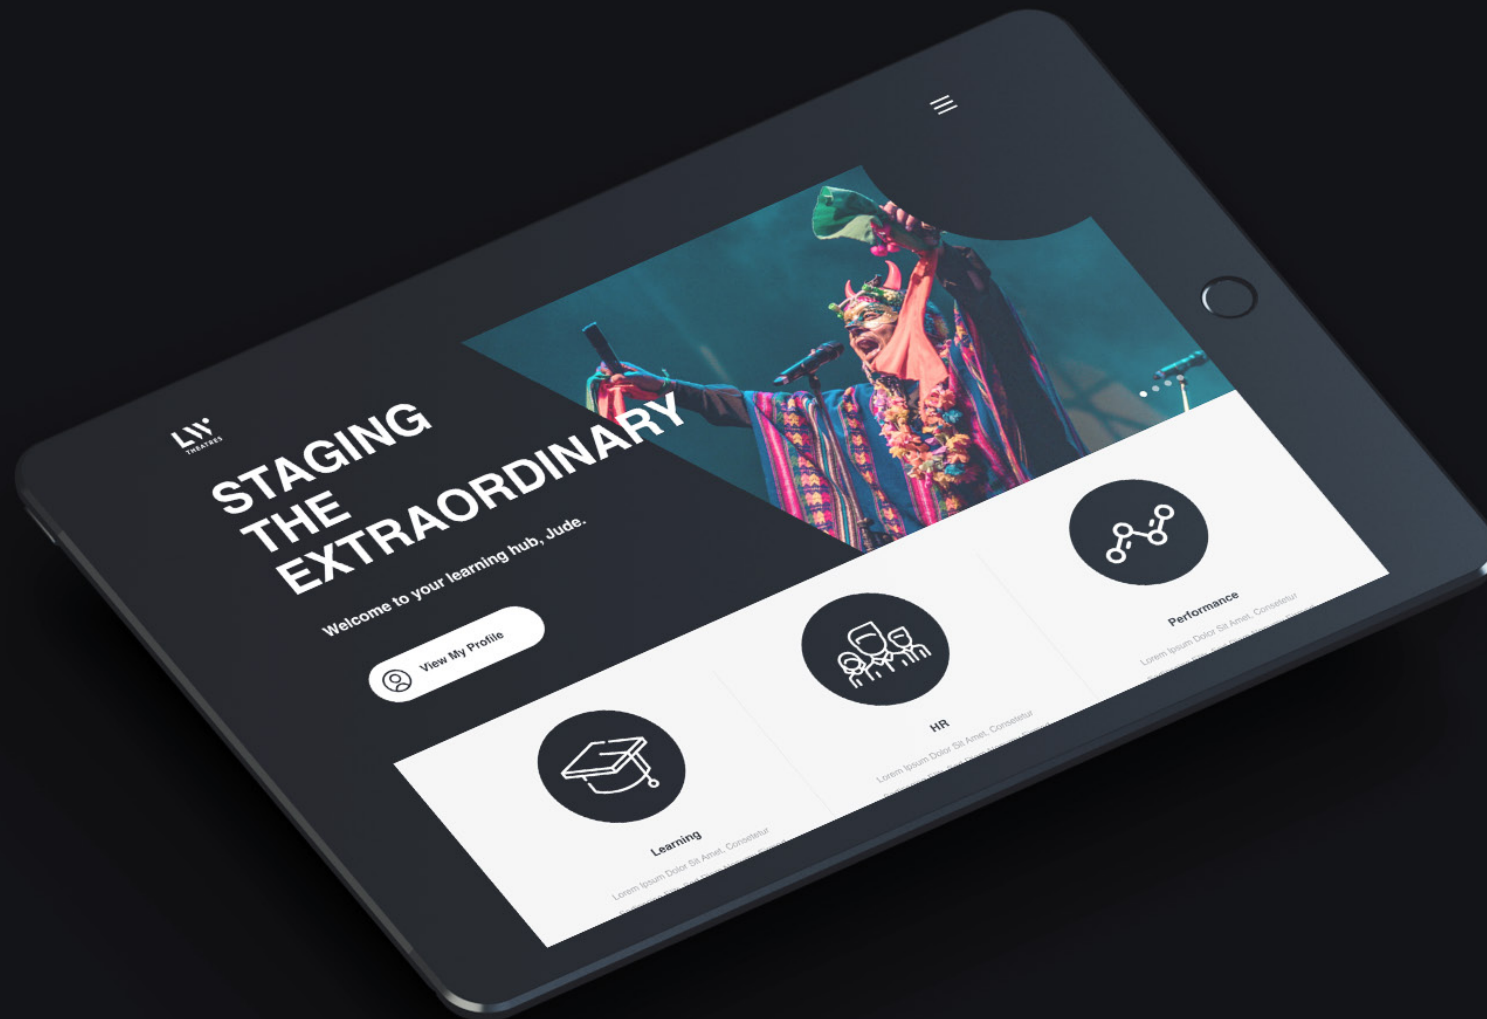 LW
THEATRES
STAGING
THE
EXTRAORDINARY
Welcome to your learning hub, Jude.
View My Profile
Learning
Lorem Ipsum Dolor Sit Amet, Consetetur
HR
Lorem Ipsum Dolor Sit Amet, Consetetur
Performance
Lorem Ipsum Dolor Sit Amet, Consetetur